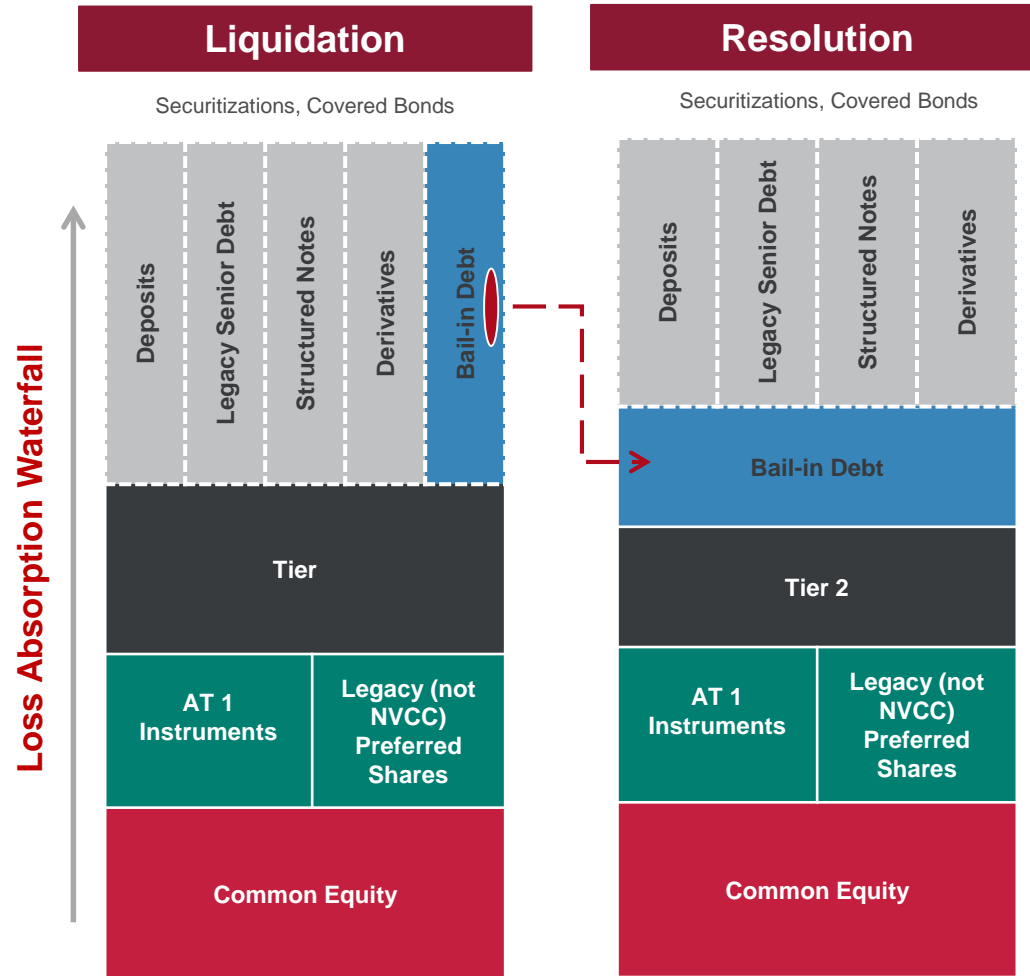 Liquidation
Securitizations, Covered Bonds
Deposits
Legacy Senior Debt
Structured Notes
Derivatives
Bail-in Debt
Tier
AT 1
Instruments
Legacy (not
NVCC)
Preferred
Shares
Common Equity
Loss Absorption Waterfall
Resolution
Securitizations, Covered Bonds
Deposits
Legacy Senior Debt
Structured Notes
Derivatives
Bail-in Debt
Tier 2
AT 1
Instruments
Legacy (not
NVCC)
Preferred
Shares
Common Equity